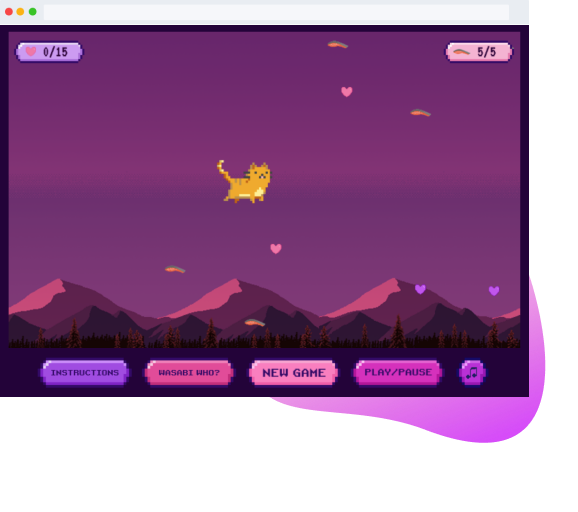 0/15
5/5
INSTRUCTIONS
WASABI WHO?
NEW GAME
PLAY/PAUSE